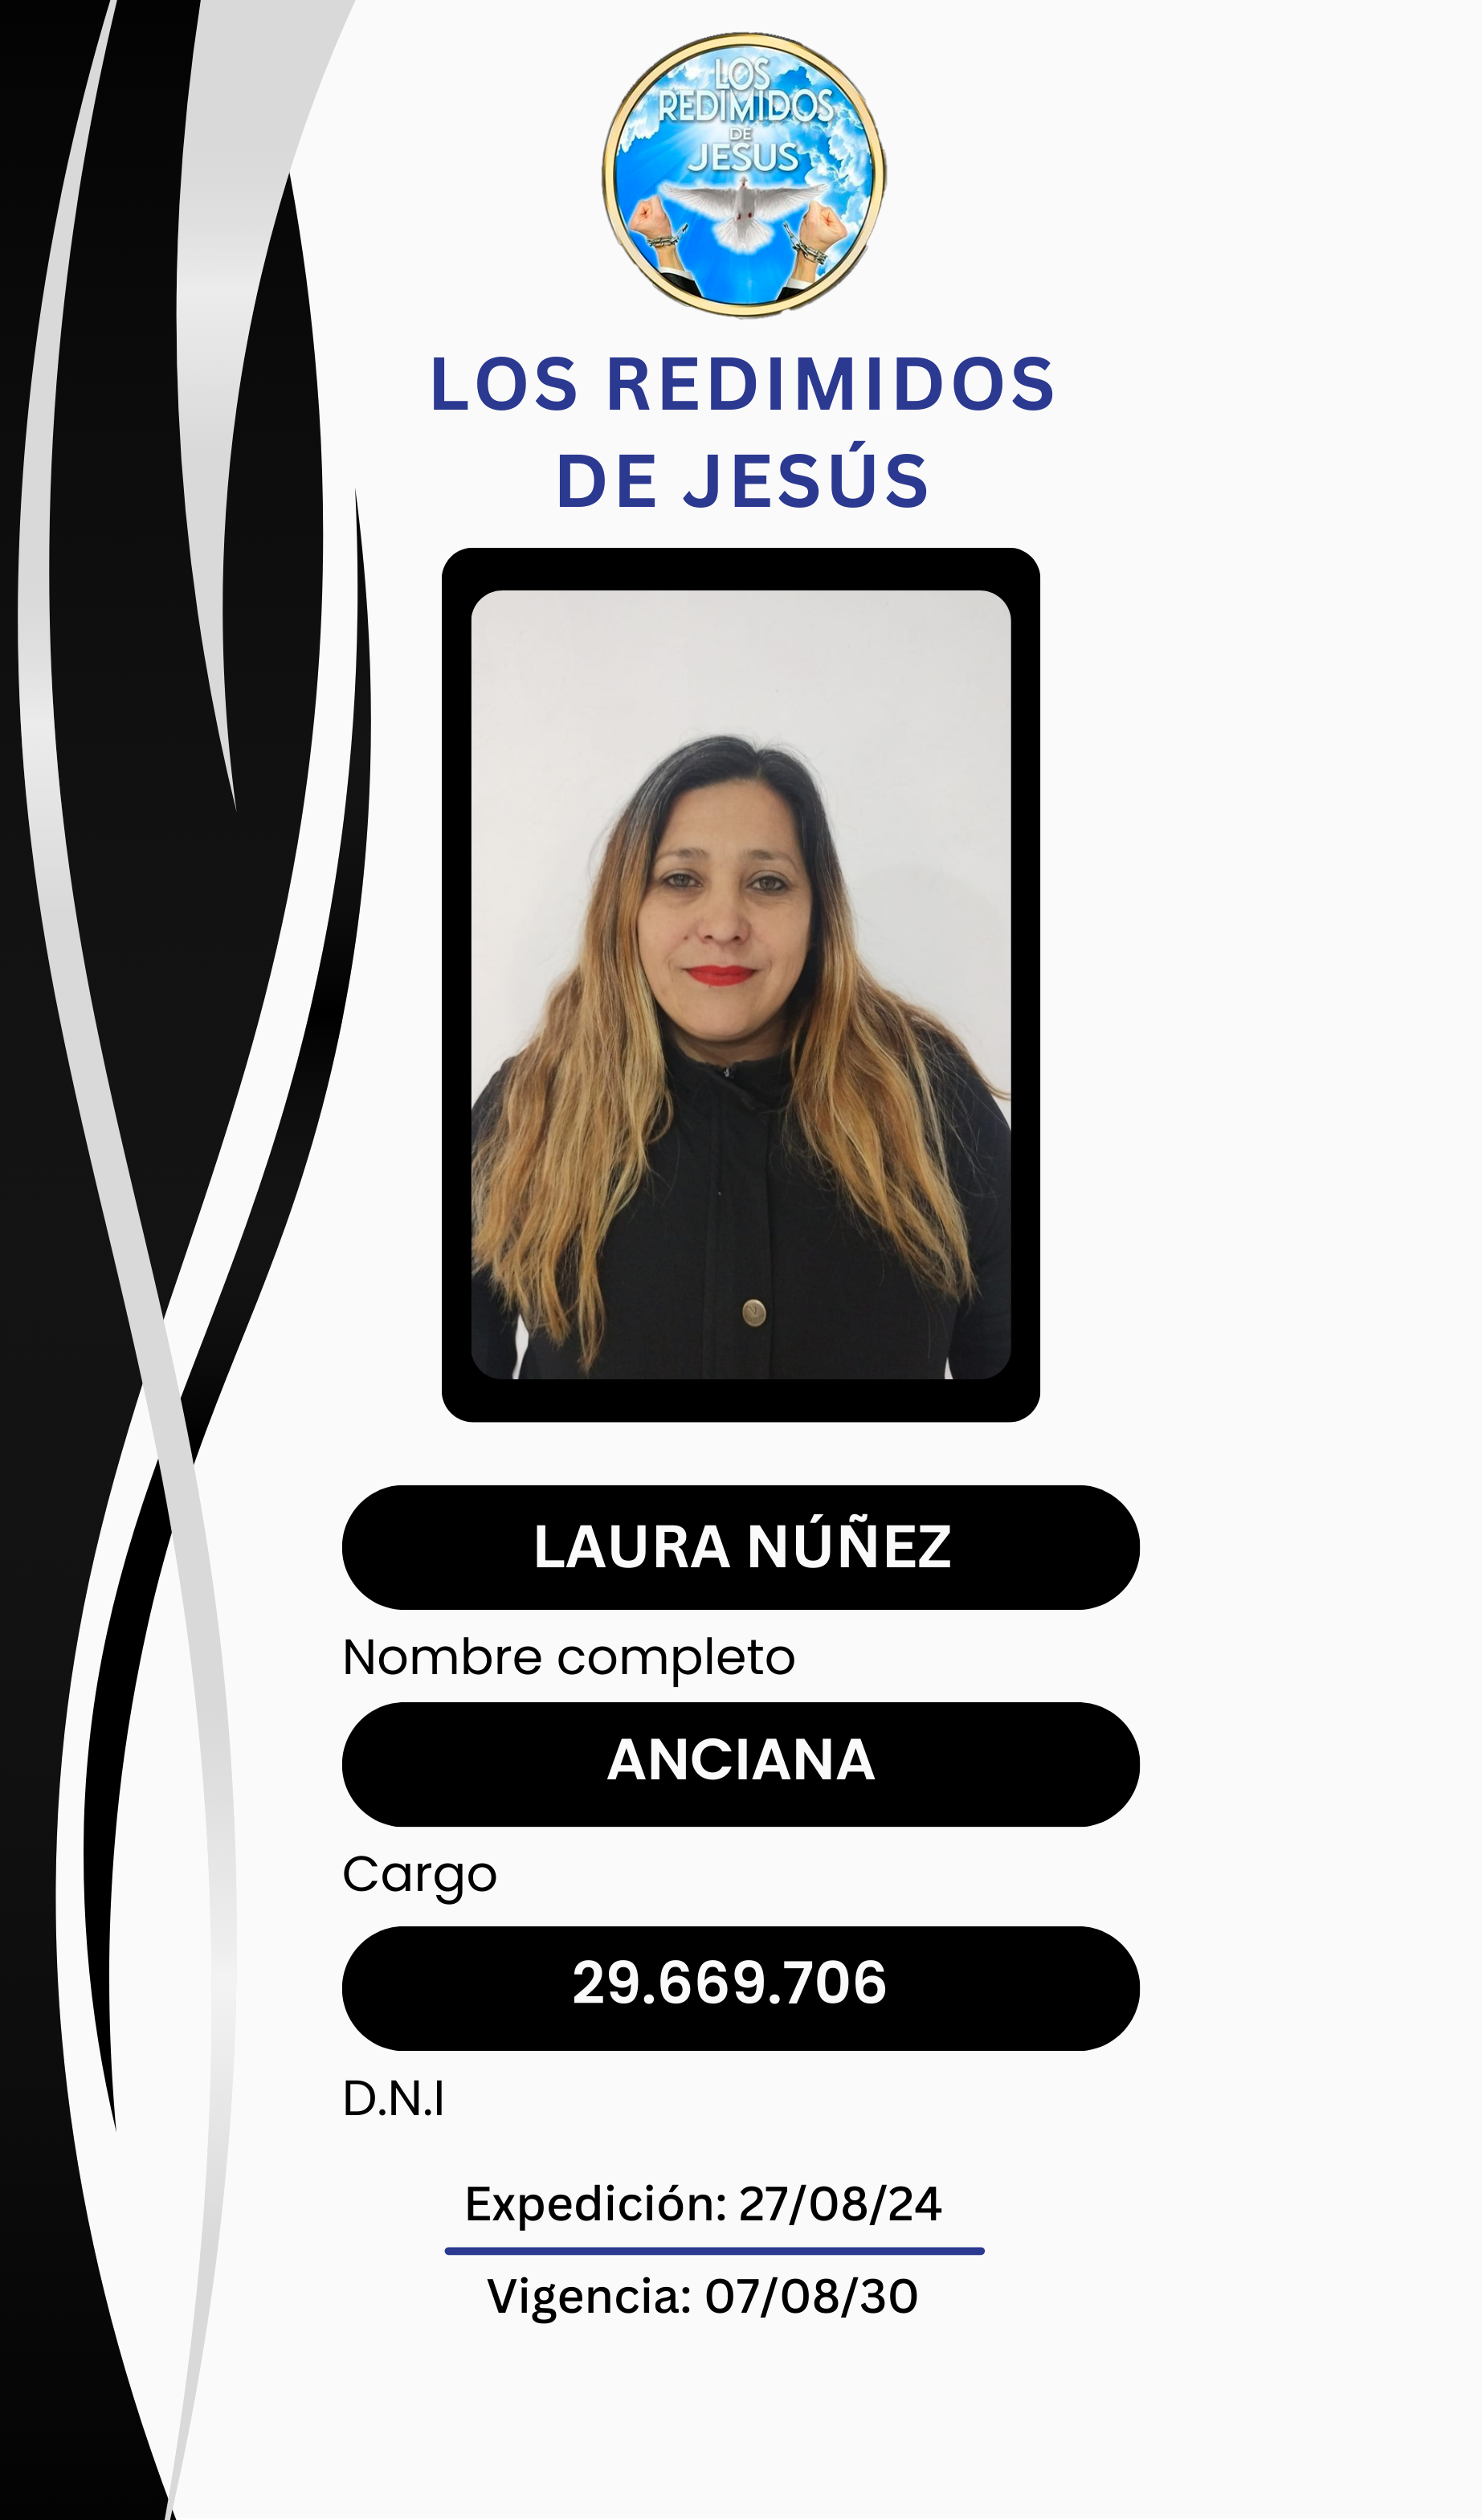 LOS
REDIMIDOS
DE
JESUS
LOS REDIMIDOS
DE JESÚS
LAURA NÚÑEZ
Nombre completo
ANCIANA
Cargo
29.669.706
D.N.I
Expedición: 27/08/24
Vigencia: 07/08/30